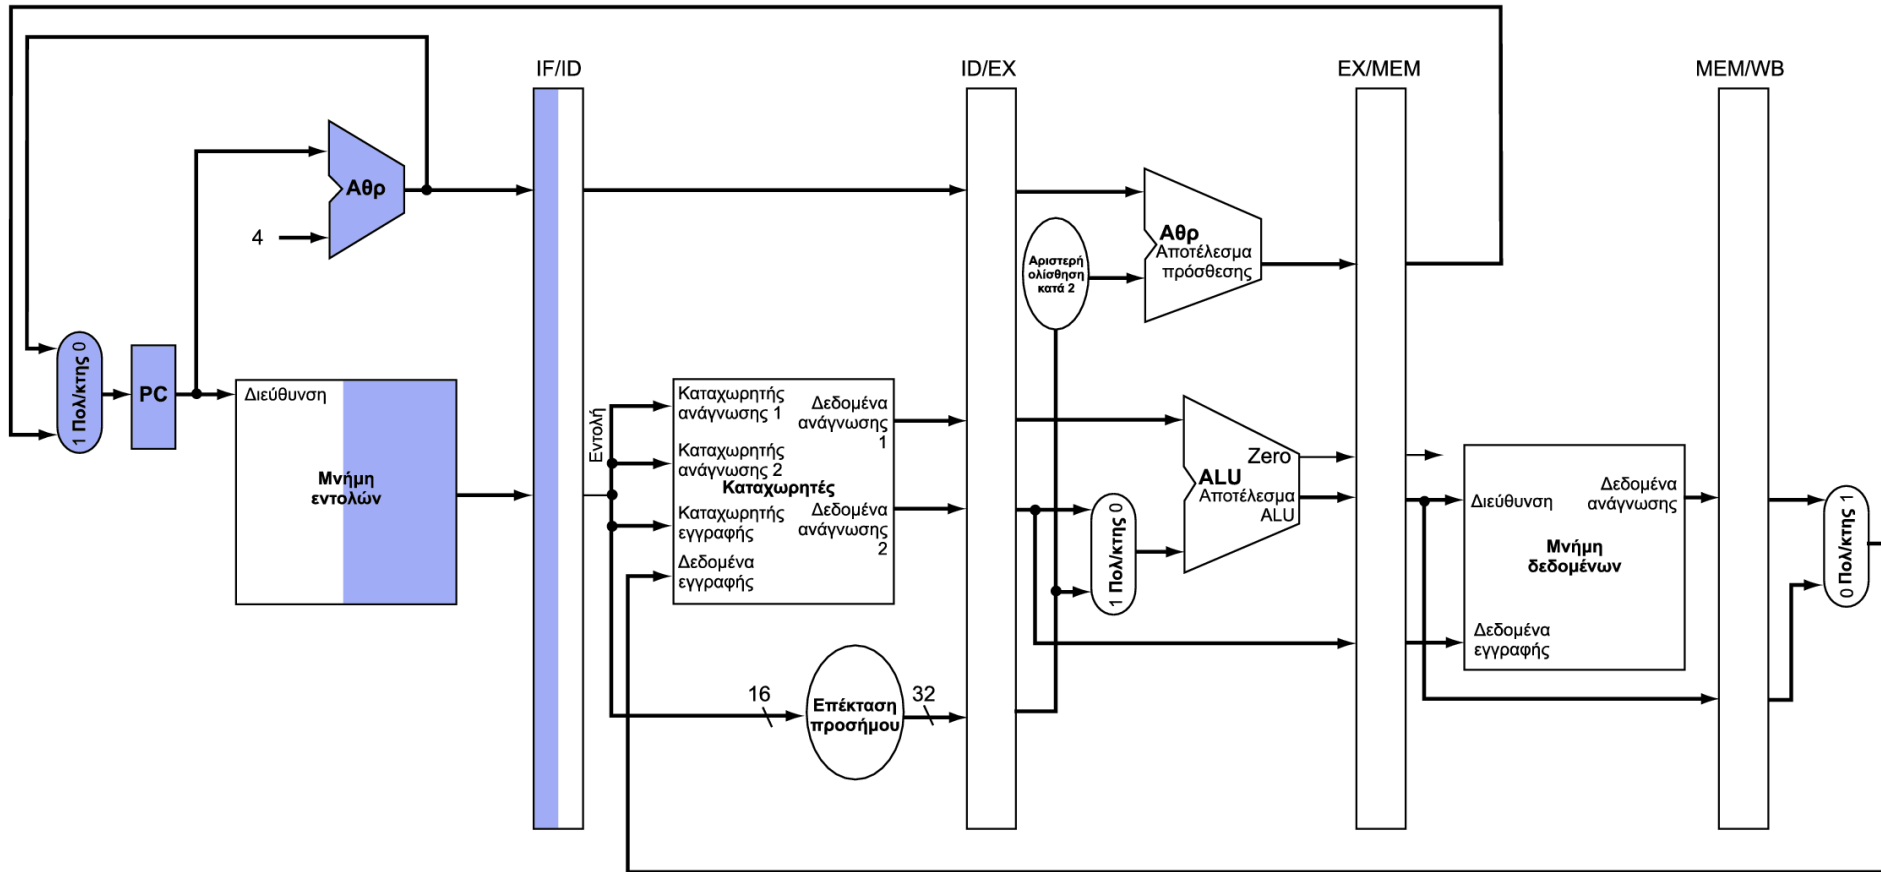 IF/ID
ID/EX
EX/MEM
MEM/WB
Αθρ
4
1 Πολ/κτης 0
PC
Διεύθυνση
Μνήμη
εντολών
Εντολή
Καταχωρητής
ανάγνωσης 1
Καταχωρητής
ανάγνωσης 2
Καταχωρητές
Καταχωρητής
εγγραφής
Δεδομένα
εγγραφής
Δεδομένα
ανάγνωσης
1
Δεδομένα
ανάγνωσης
2
16
Επέκταση
προσήμου
32
Αριστερή
ολίσθηση
κατά 2
Αθρ
Αποτέλεσμα
πρόσθεσης
1 Πολ/κτης 0
Zero
ALU
Αποτέλεσμα
ALU
Διεύθυνση
Δεδομένα
ανάγνωσης
Μνήμη
δεδομένων
Δεδομένα
εγγραφής
0 Πολ/κτης 1